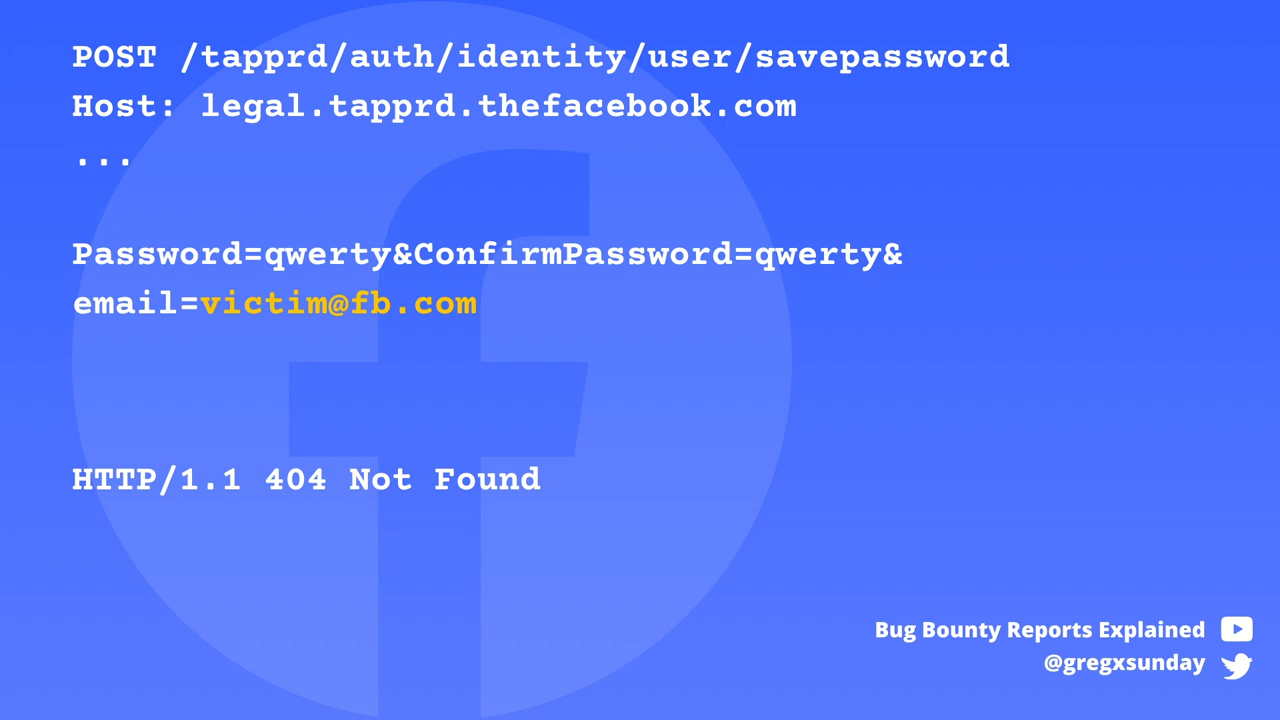 POST /tapprd/auth/identity/user/savepassword
Host: legal.tapprd.thefacebook.com
...
Password=qwerty&ConfirmPassword=qwerty&
email=victim@fb.com
HTTP/1.1 404 Not Found
Bug Bounty Reports Explained
@gregxsunday